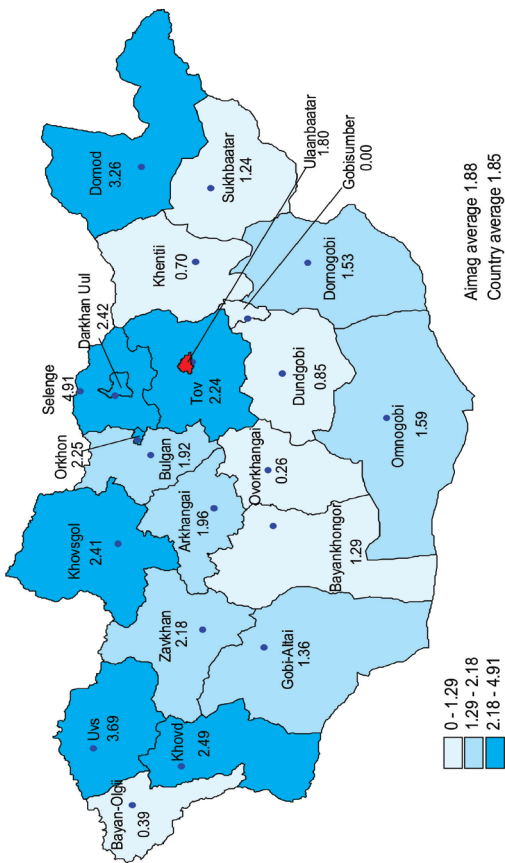 Uvs
3.69
Bayan-Olgii
0.39
Khovd
2.49
Khovsgol
2.41
Zavkhan
2.18
Gobi-Altai
1.36
Orkhon
2.25
Selenge
4.91
Darkhan Uul
2.42
Bulgan
1.92
Arkhangai
1.96
Ovorkhangai
0.26
Bayankhongor
1.29
Tov
2.24
Khentii
0.70
Dornod
3.26
Sukhbaatar
1.24
Ulaanbaatar
1.80
Gobisumber
0.00
Dornogobi
1.53
Dundgobi
0.85
Omnogobi
1.59
0 - 1.29
1.29 - 2.18
2.18 - 4.91
Aimag average 1.88
Country average 1.85